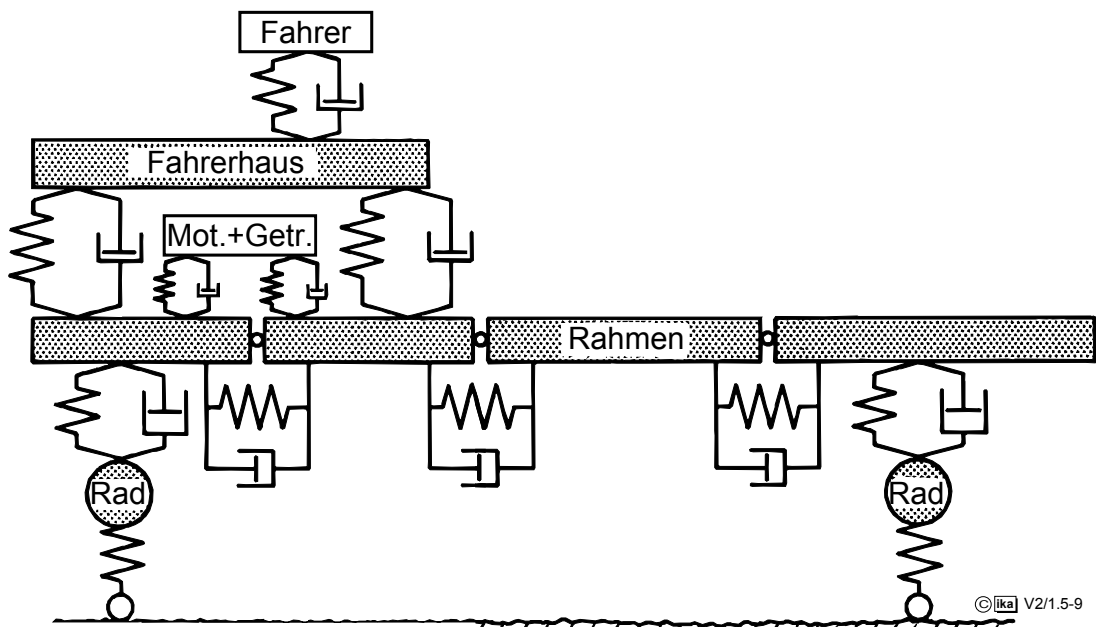 Fahrer
Fahrerhaus
Mot.+Getr.
Rahmen
Rad
Rad
© ika V2/1.5-9